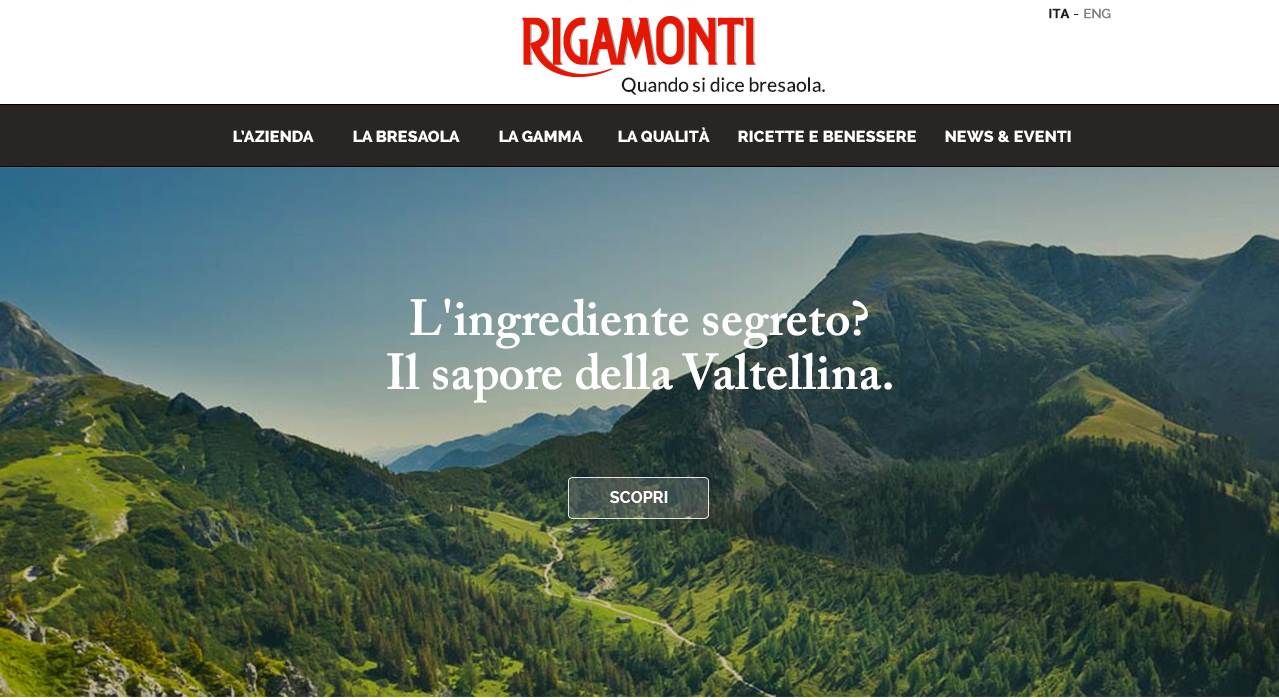 ITA - ENG
RIGAMONTI
Quando si dice bresaola.
L'AZIENDA LA BRESAOLA LA GAMMA LA QUALITÀ RICETTE E BENESSERE NEWS & EVENTI
L'ingrediente segreto?
Il sapore della Valtellina.
SCOPRI